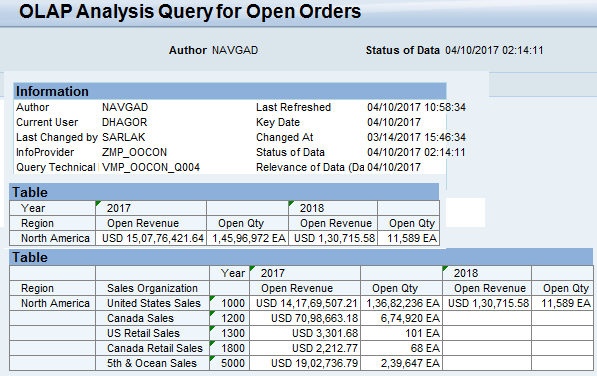 OLAP Analysis Query for Open Orders
Author NAVGAD Status of Data 04/10/2017 02:14:11
Information
Author NAVGAD Last Refreshed 04/10/2017 10:58:34
Current User DHAGOR Key Date 04/10/2017
Last Changed by SARLAK Changed At 03/14/2017 15:46:34
InfoProvider ZMP_OOCON Status of Data 04/10/2017 02:14:11
Query Technical VMP_OOCON_Q004 Relevance of Data (Da 04/10/2017
Table
Year 2017 2018
Region Open Revenue Open Qty Open Revenue Open Qty
North America USD 15,07,76,421.64 1,45,96,972 EA USD 1,30,715.58 11,589 EA
Table
Year 2017 2018
Region Sales Organization Open Revenue Open Qty Open Revenue Open Qty
North America United States Sales 1000 USD 14,17,69,507.21 1,36,82,236 EA USD 1,30,715.58 11,589 EA
Canada Sales 1200 USD 70,98,663.18 6,74,920 EA
US Retail Sales 1300 USD 3,301.68 101 EA
Canada Retail Sales 1800 USD 2,212.77 68 EA
5th & Ocean Sales 5000 USD 19,02,736.79 2,39,647 EA